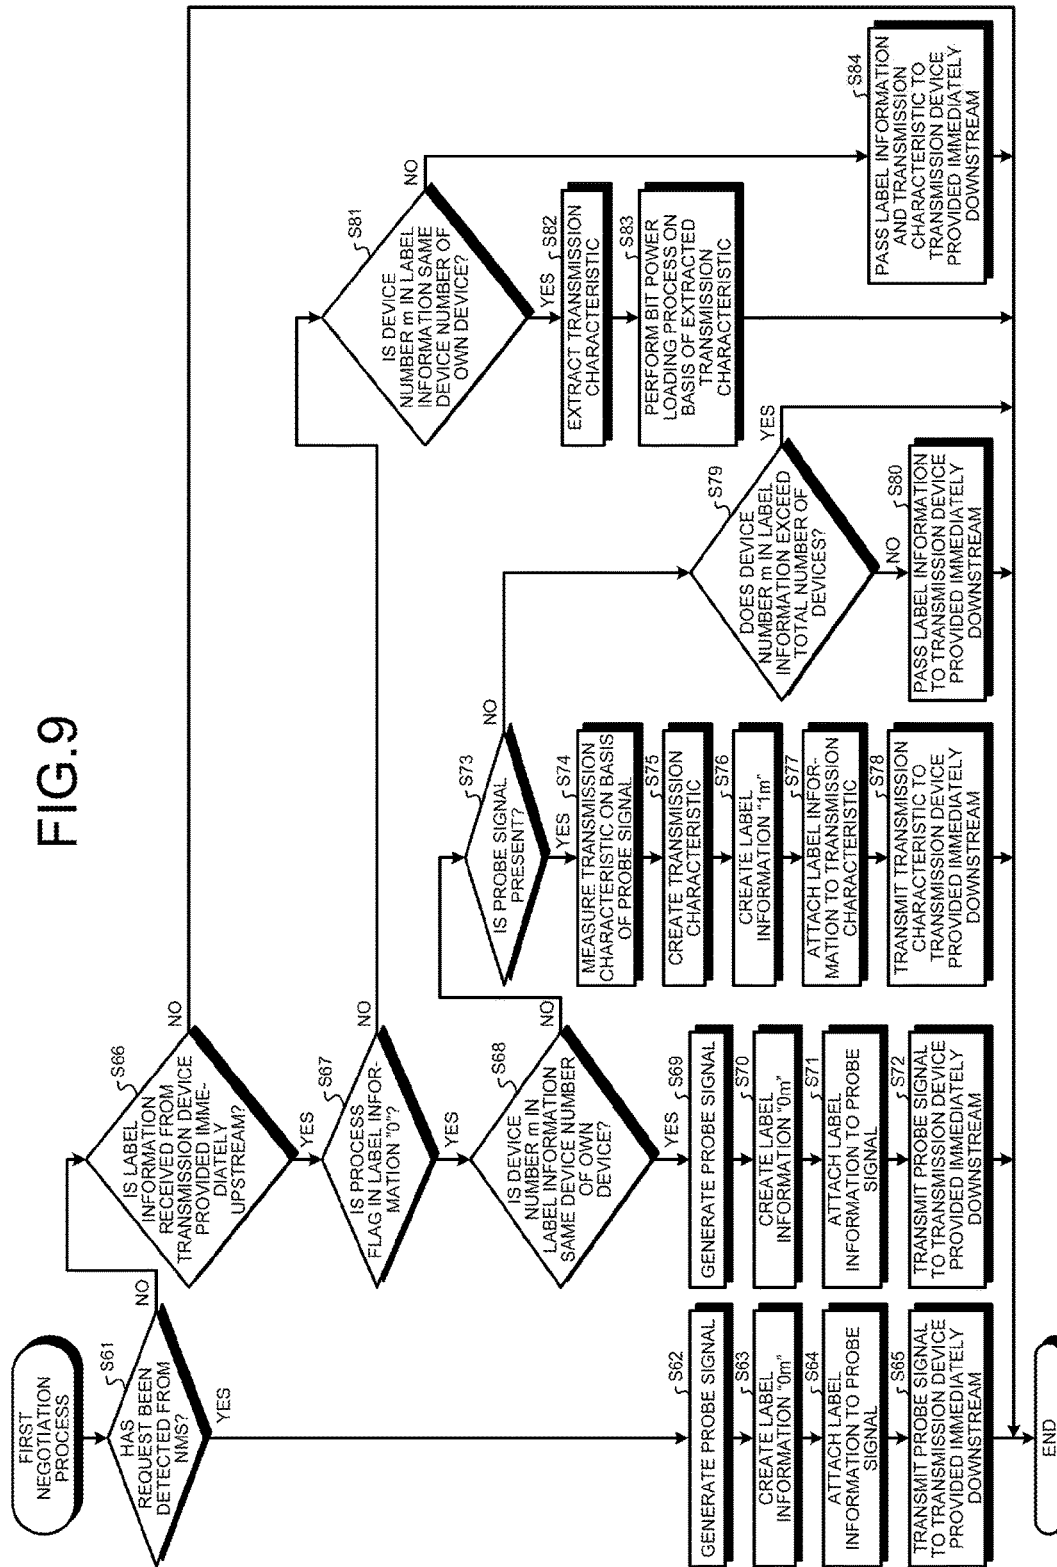 FIG.9
FIRST
NEGOTIATION
PROCESS
S61
HAS
REQUEST BEEN
DETECTED FROM
NMS?
NO
YES
S62
GENERATE PROBE SIGNAL
S63
CREATE LABEL
INFORMATION "0m"
S64
ATTACH LABEL
INFORMATION TO PROBE
SIGNAL
S65
TRANSMIT PROBE SIGNAL
TO TRANSMISSION DEVICE
PROVIDED IMMEDIATELY
DOWNSTREAM
END
S66
IS LABEL
INFORMATION
RECEIVED FROM
TRANSMISSION DEVICE
PROVIDED IMME-
DIATELY
UPSTREAM?
NO
YES
S67
IS PROCESS
FLAG IN LABEL INFOR-
MATION "0"?
NO
YES
S68
IS DEVICE
NUMBER m IN
LABEL INFORMATION
SAME DEVICE NUMBER
OF OWN
DEVICE?
NO
YES
S69
GENERATE PROBE SIGNAL
S70
CREATE LABEL
INFORMATION "0m"
S71
ATTACH LABEL
INFORMATION TO PROBE
SIGNAL
S72
TRANSMIT PROBE SIGNAL
TO TRANSMISSION DEVICE
PROVIDED IMMEDIATELY
DOWNSTREAM
S73
IS PROBE SIGNAL
PRESENT?
NO
YES
S74
MEASURE TRANSMISSION
CHARACTERISTIC ON BASIS
OF PROBE SIGNAL
S75
CREATE TRANSMISSION
CHARACTERISTIC
S76
CREATE LABEL
INFORMATION "1m"
S77
ATTACH LABEL INFOR-
MATION TO TRANSMISSION
CHARACTERISTIC
S78
TRANSMIT TRANSMISSION
CHARACTERISTIC TO
TRANSMISSION DEVICE
PROVIDED IMMEDIATELY
DOWNSTREAM
S79
DOES DEVICE
NUMBER m IN LABEL
INFORMATION EXCEED
TOTAL NUMBER OF
DEVICES?
YES
NO
S80
PASS LABEL INFORMATION
TO TRANSMISSION DEVICE
PROVIDED IMMEDIATELY
DOWNSTREAM
S81
IS DEVICE
NUMBER m IN LABEL
INFORMATION SAME
DEVICE NUMBER OF
OWN DEVICE?
NO
YES
S82
EXTRACT TRANSMISSION
CHARACTERISTIC
S83
PERFORM BIT POWER
LOADING PROCESS ON
BASIS OF EXTRACTED
TRANSMISSION
CHARACTERISTIC
S84
PASS LABEL INFORMATION
AND TRANSMISSION
CHARACTERISTIC TO
TRANSMISSION DEVICE
PROVIDED IMMEDIATELY
DOWNSTREAM